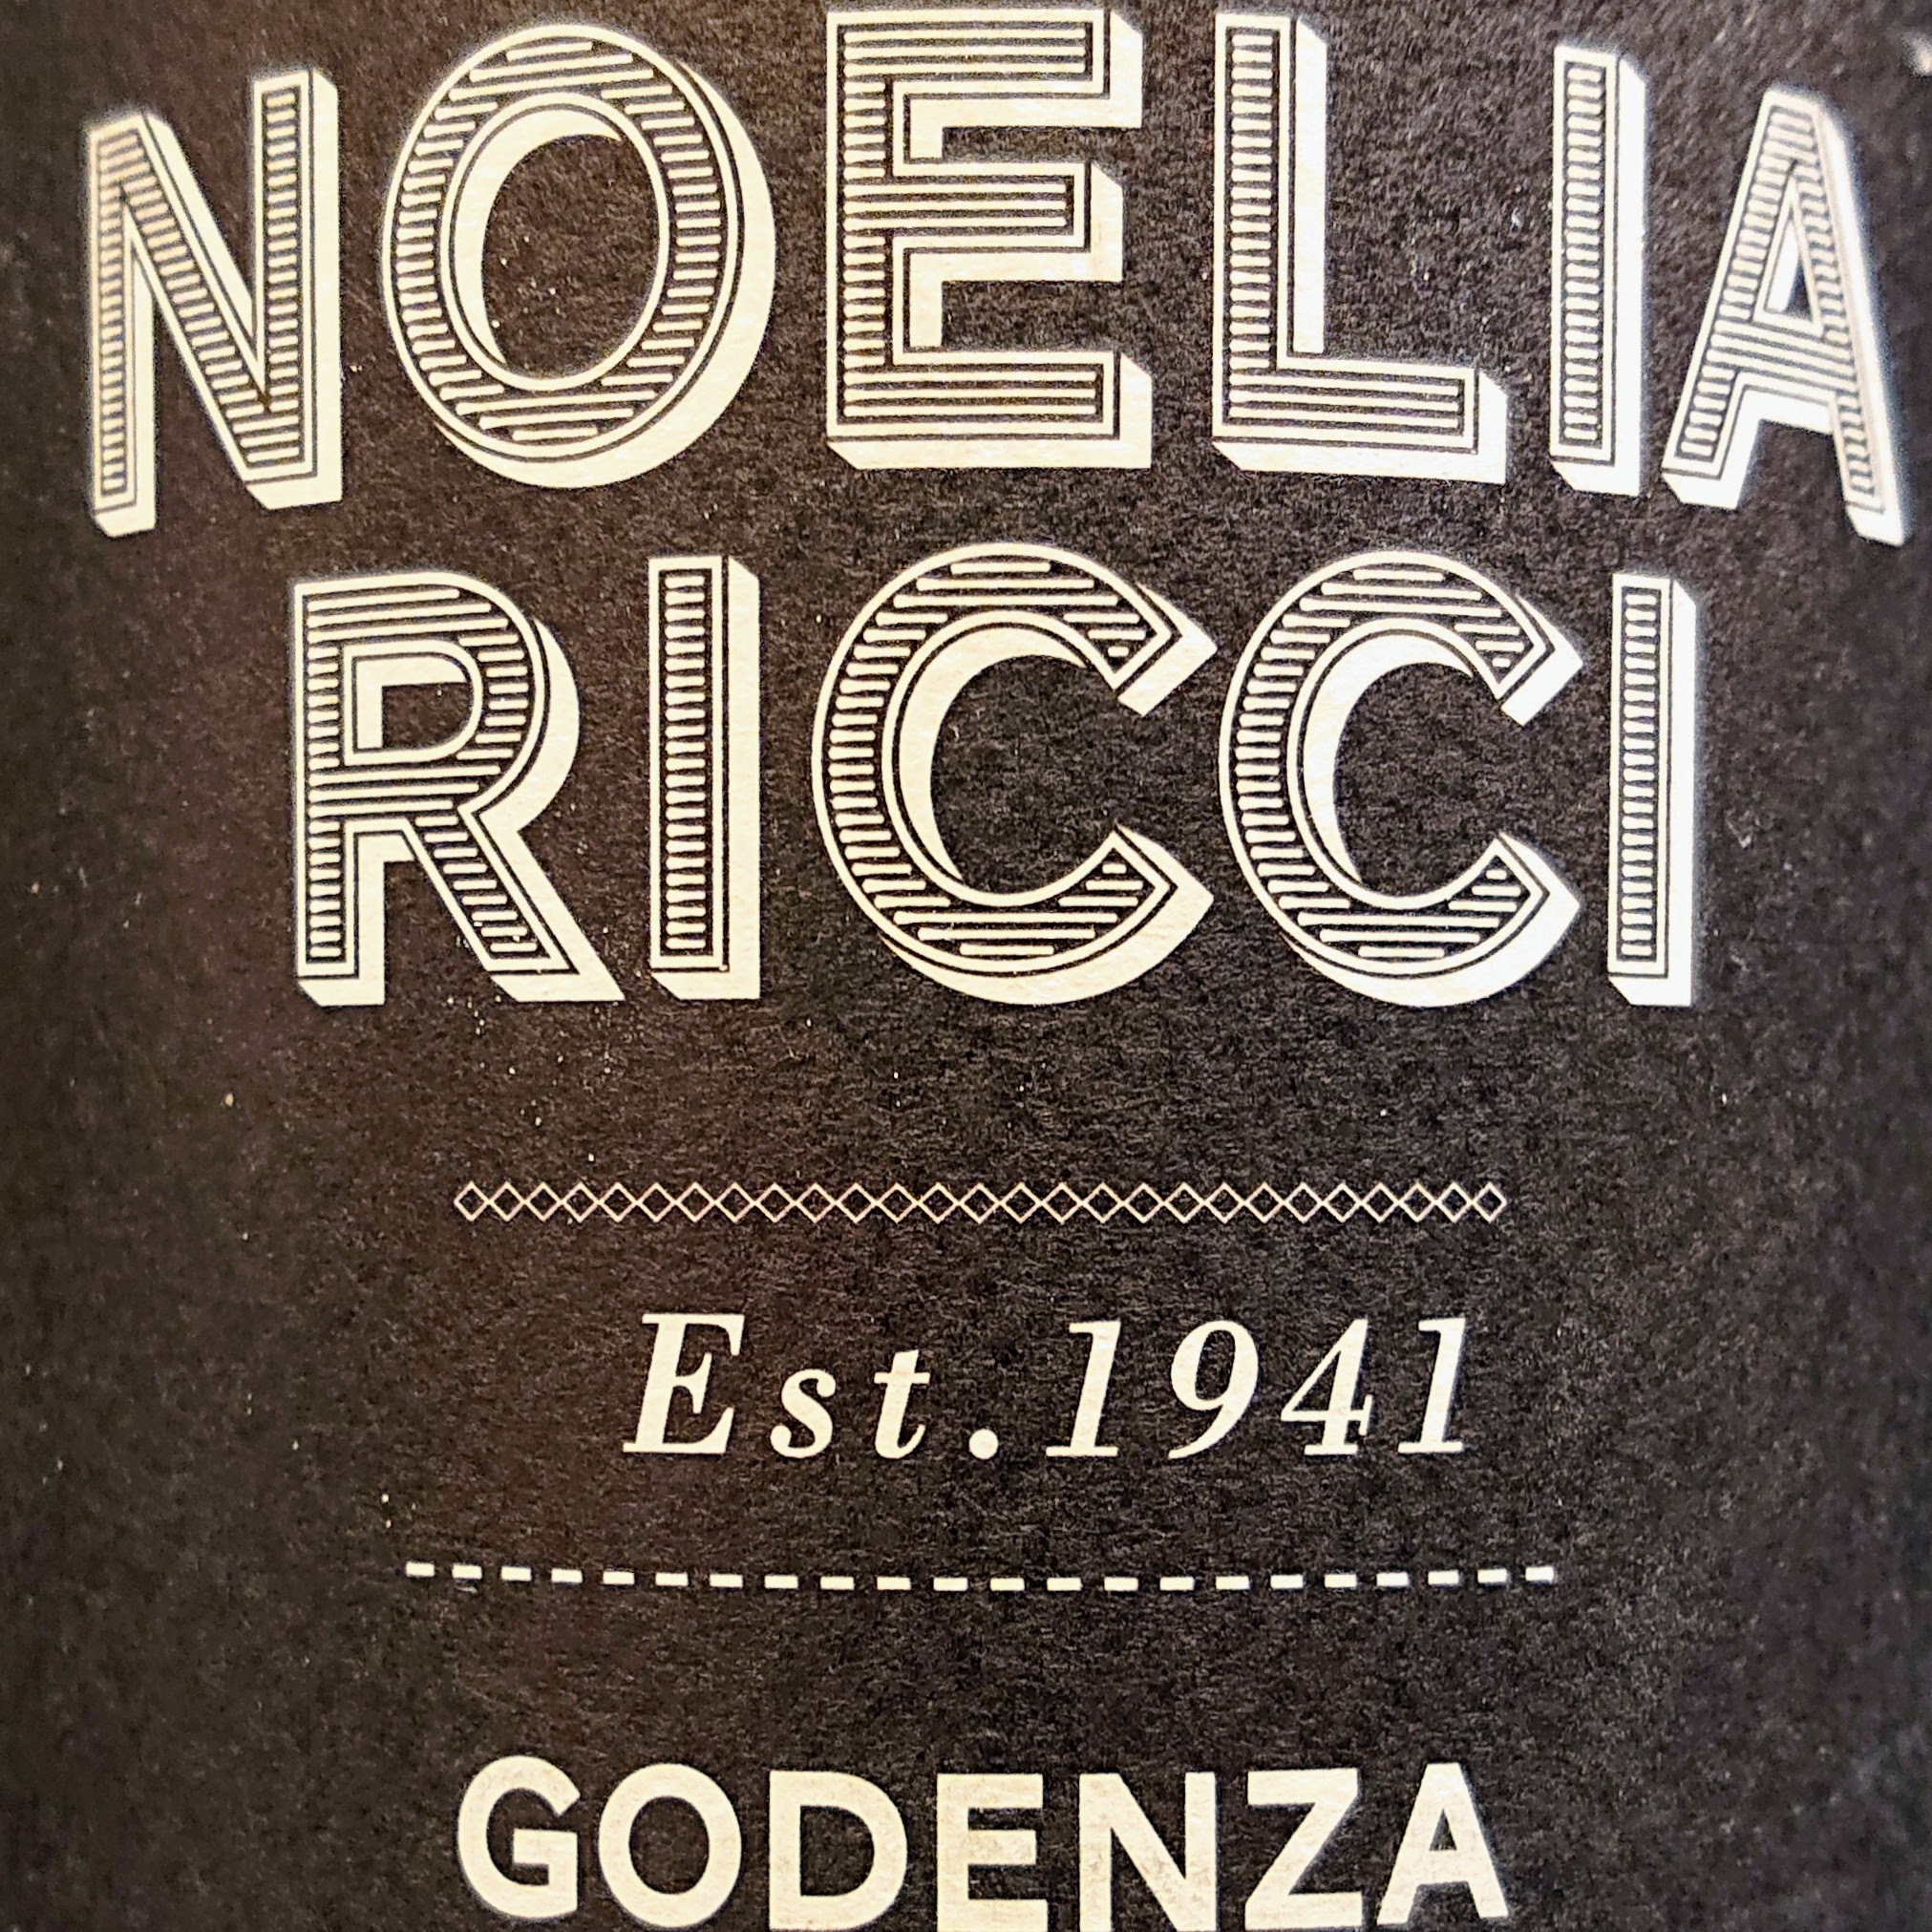 NOELIA
RICCI
Est. 1941
GODENZA